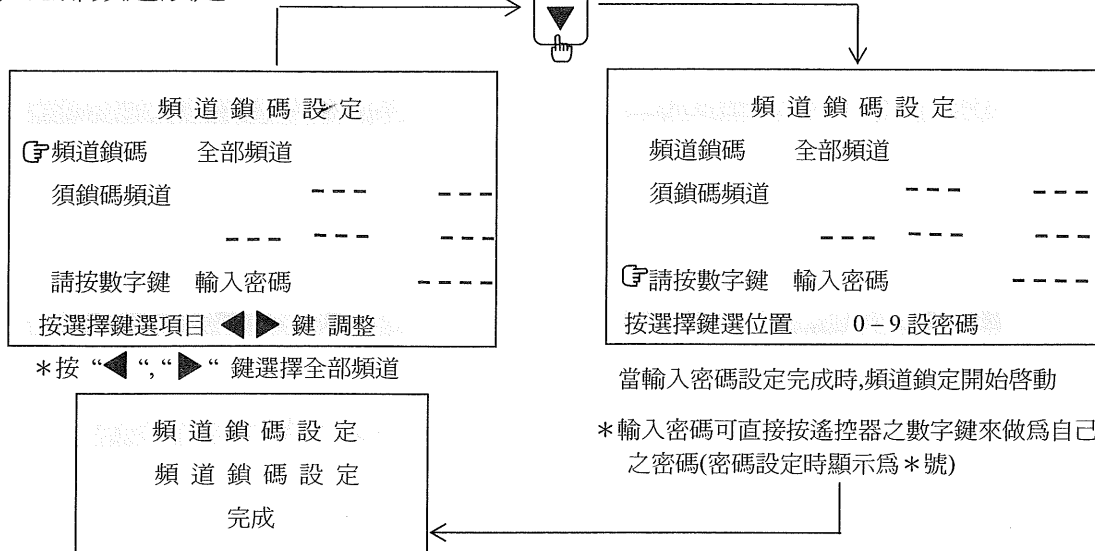 頻道鎖碼設定
頻道鎖碼 全部頻道
須鎖碼頻道 --- ---
--- --- ---
請按數字鍵 輸入密碼 ----
按選擇鍵選項目 ◀ ▶ 鍵 調整
＊按 “◀ “, “▶ “ 鍵選擇全部頻道
頻道鎖碼設定
頻道鎖碼 全部頻道
須鎖碼頻道 --- ---
--- --- ---
請按數字鍵 輸入密碼 ----
按選擇鍵選位置 0－9 設密碼
當輸入密碼設定完成時,頻道鎖定開始啓動
＊輸入密碼可直接按遙控器之數字鍵來做爲自己
之密碼(密碼設定時顯示爲＊號)
頻道鎖碼設定
頻道鎖碼設定
完成